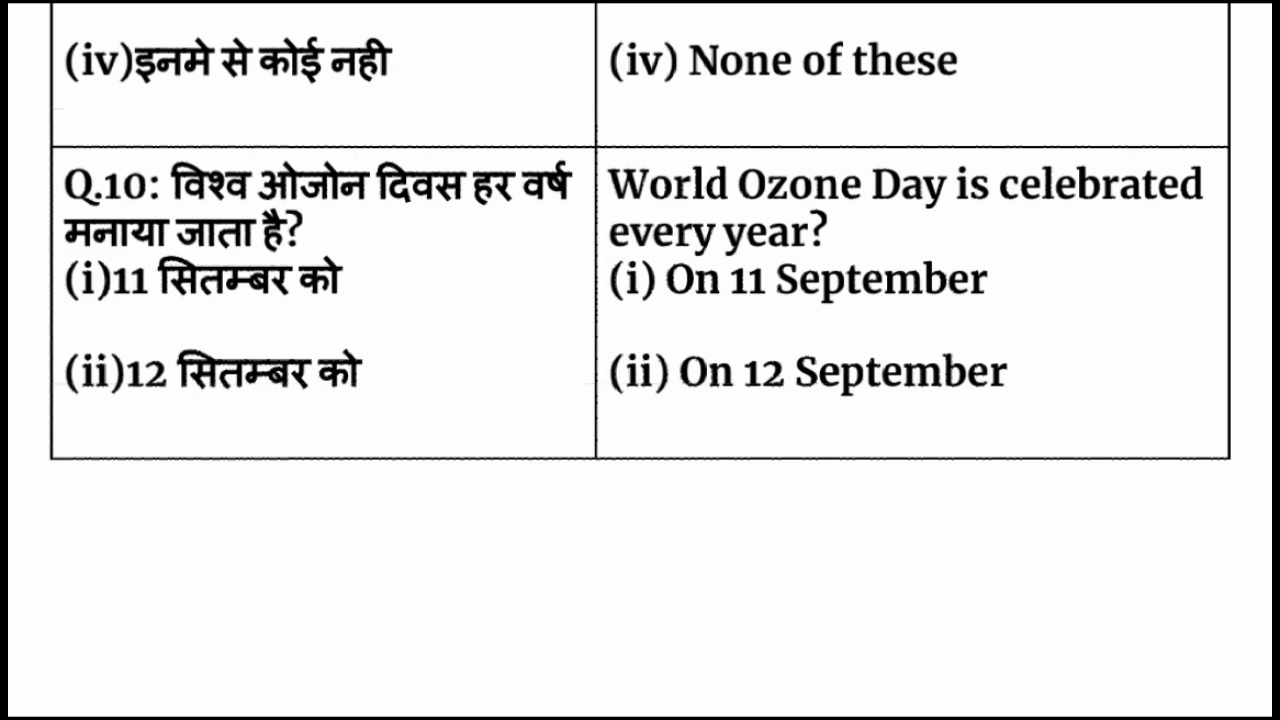 (iv)इनमे से कोई नही
(iv) None of these
Q.10: विश्व ओजोन दिवस हर वर्ष
मनाया जाता है?
(i)11 सितम्बर को
(ii)12 सितम्बर को
World Ozone Day is celebrated
every year?
(i) On 11 September
(ii) On 12 September